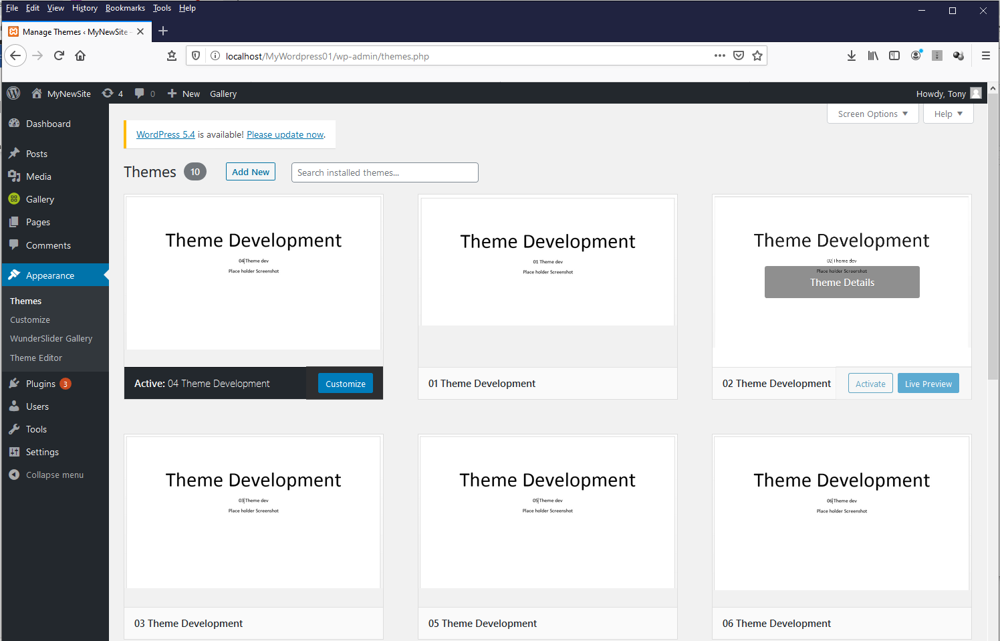 File Edit View History Bookmarks Tools Help
Manage Themes ‹ MyNewSite -
localhost/MyWordpress01/wp-admin/themes.php
MyNewSite 4 0 New Gallery Howdy, Tony
Screen Options Help
Dashboard
Posts
Media
Gallery
Pages
Comments
Appearance
Themes
Customize
WunderSlider Gallery
Theme Editor
Plugins 3
Users
Tools
Settings
Collapse menu
WordPress 5.4 is available! Please update now.
Themes 10 Add New Search installed themes...
Theme Development
04 Theme dev
Place holder Screenshot
Active: 04 Theme Development Customize
Theme Development
01 Theme dev
Place holder Screenshot
01 Theme Development
Theme Development
02 Theme dev
Place holder Screenshot
Theme Details
02 Theme Development Activate Live Preview
Theme Development
03 Theme dev
Place holder Screenshot
03 Theme Development
Theme Development
05 Theme dev
Place holder Screenshot
05 Theme Development
Theme Development
06 Theme dev
Place holder Screenshot
06 Theme Development